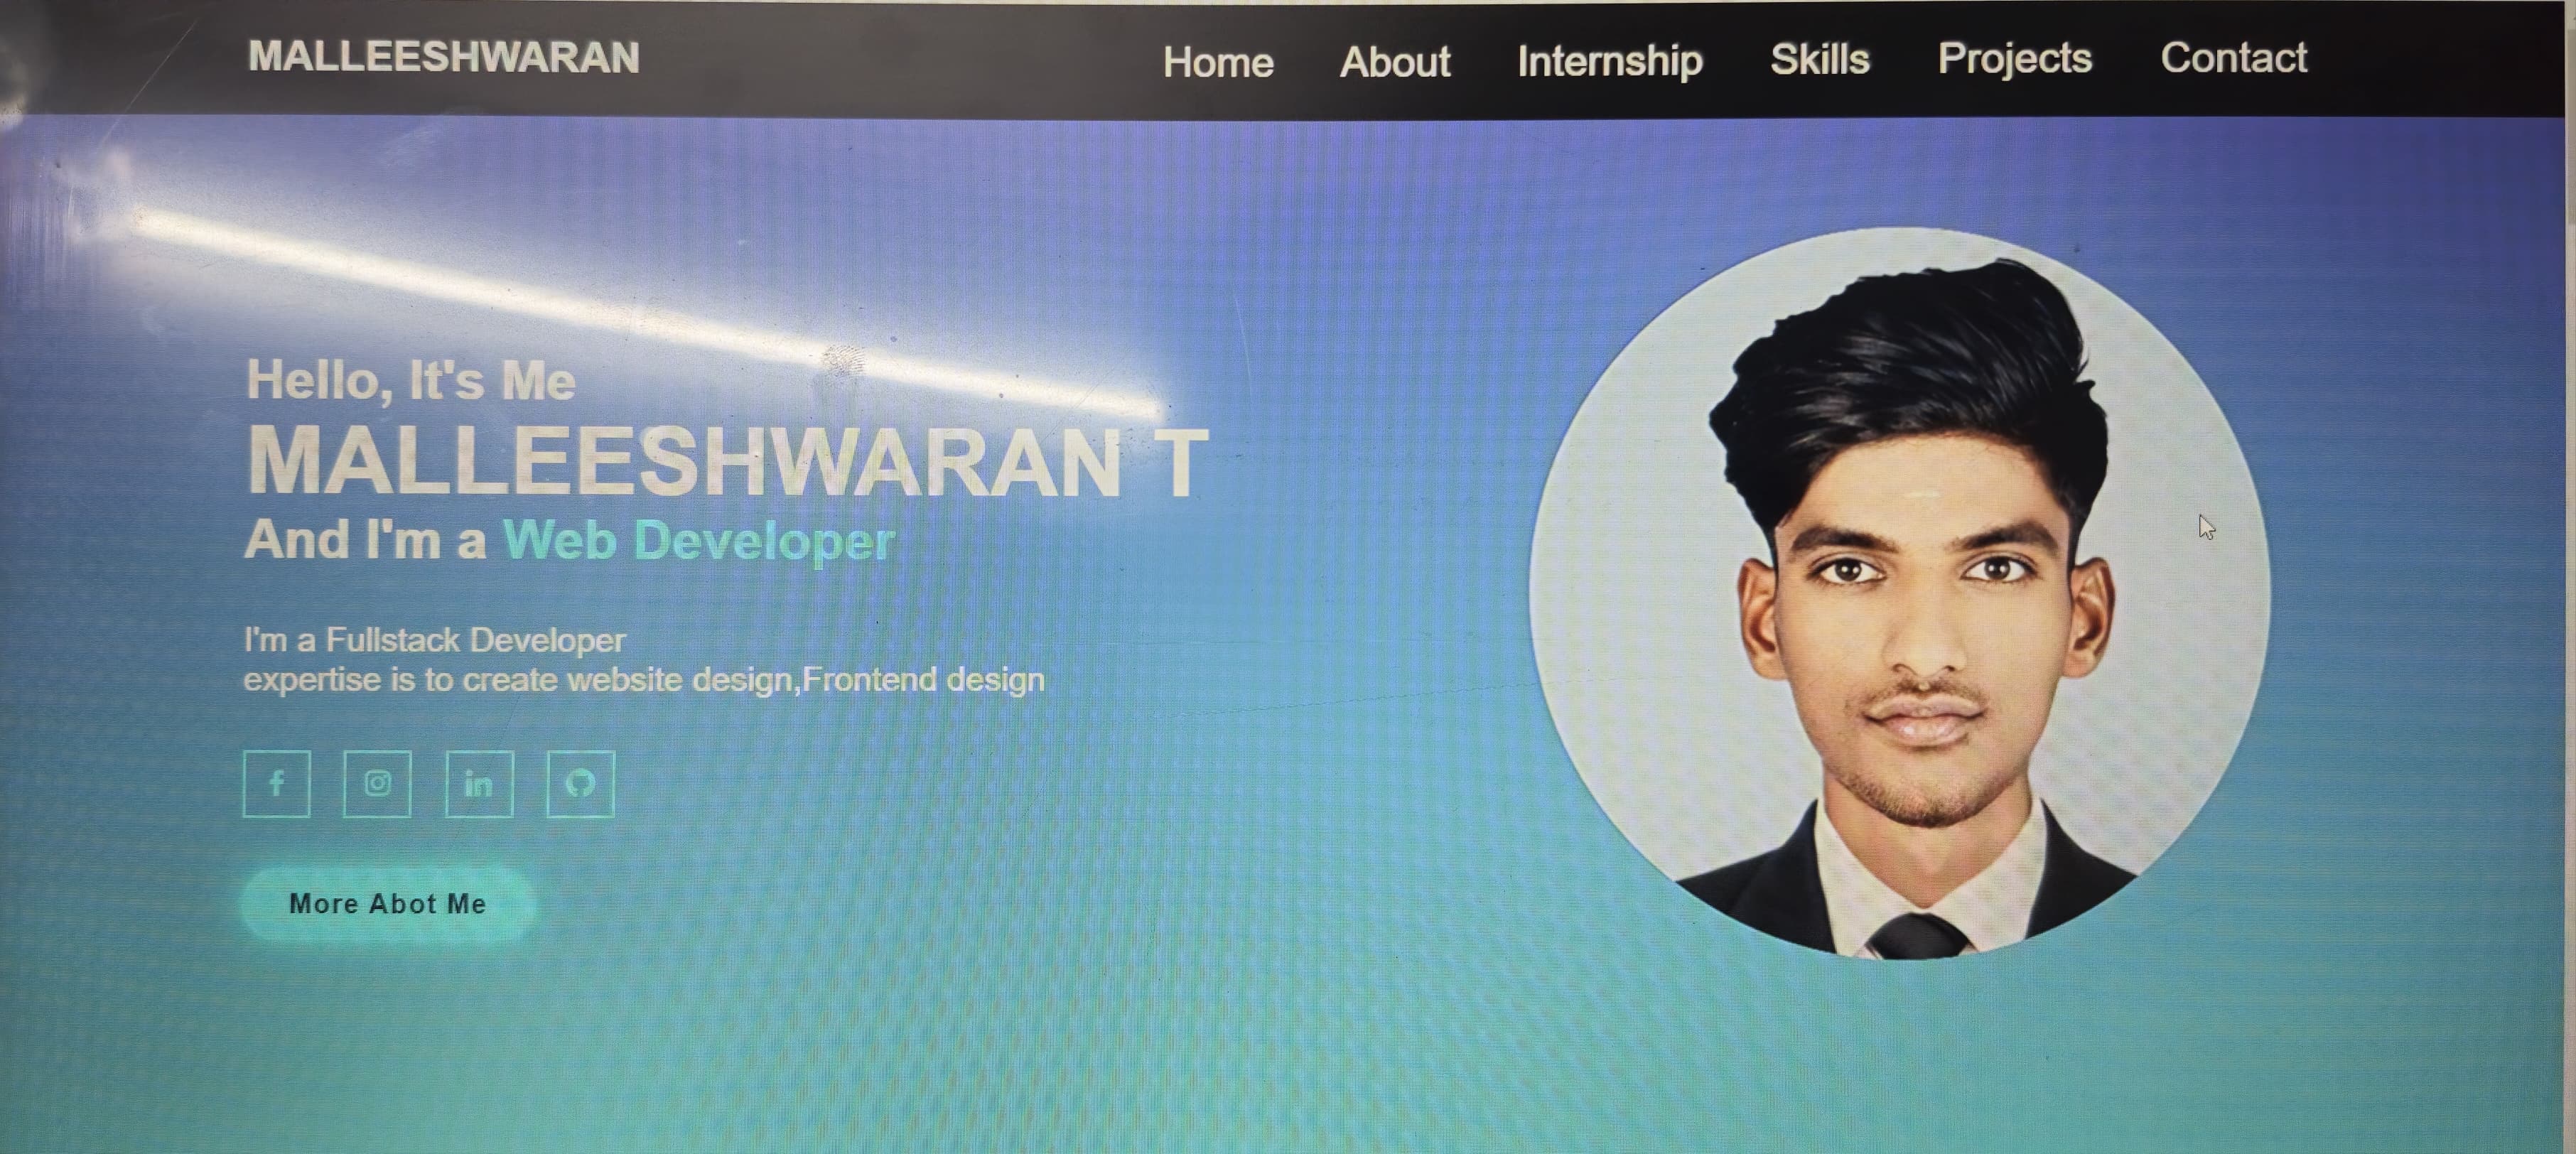 MALLEESHWARAN
Home About Internship Skills Projects Contact
Hello, It's Me
MALLEESHWARAN T
And I'm a Web Developer
I'm a Fullstack Developer
expertise is to create website design,Frontend design
More Abot Me